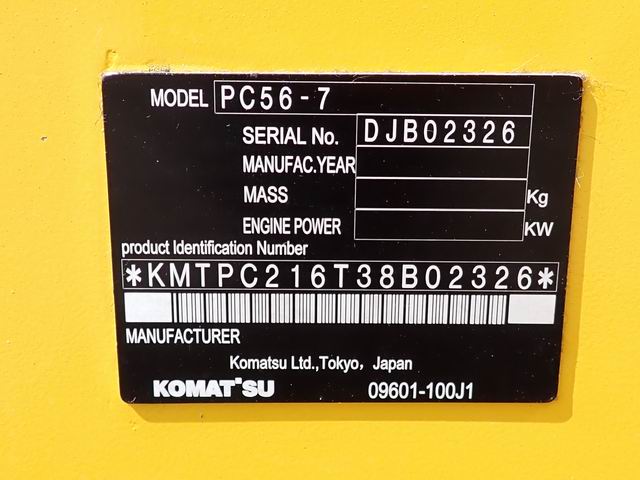 MODEL PC56-7
SERIAL No. DJB02326
MANUFAC.YEAR
MASS Kg
ENGINE POWER KW
product Identification Number
*KMTPC216T38B02326*
MANUFACTURER
Komatsu Ltd.,Tokyo, Japan
KOMATSU 09601-100J1